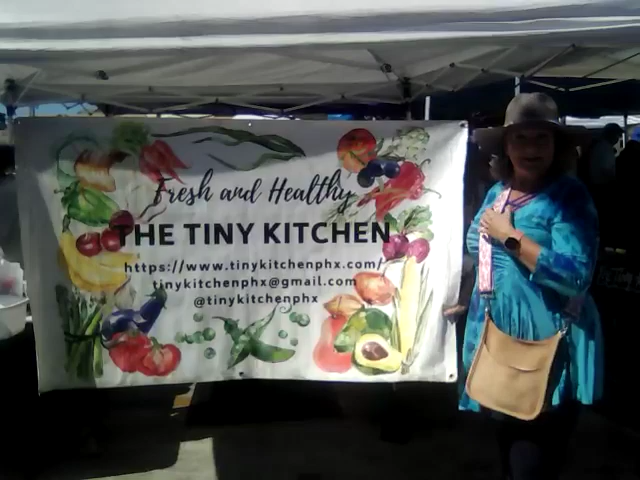 Fresh and Healthy
THE TINY KITCHEN
https://www.tinykitchenphx.com/
tinykitchenphx@gmail.com
@tinykitchenphx